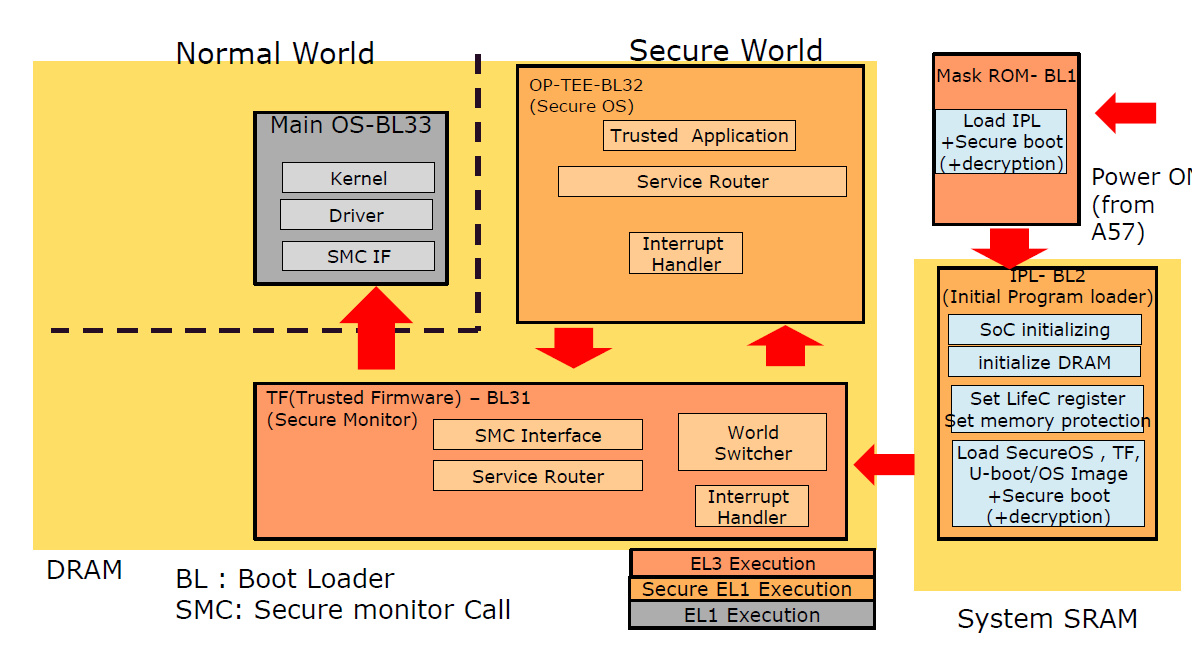 Normal World
Secure World
Main OS-BL33
Kernel
Driver
SMC IF
OP-TEE-BL32
(Secure OS)
Trusted Application
Service Router
Interrupt
Handler
Mask ROM- BL1
Load IPL
+Secure boot
(+decryption)
Power ON
(from
A57)
IPL- BL2
(Initial Program loader)
SoC initializing
initialize DRAM
Set LifeC register
Set memory protection
Load SecureOS , TF,
U-boot/OS Image
+Secure boot
(+decryption)
TF(Trusted Firmware) – BL31
(Secure Monitor)
SMC Interface
Service Router
World
Switcher
Interrupt
Handler
DRAM
BL : Boot Loader
SMC: Secure monitor Call
EL3 Execution
Secure EL1 Execution
EL1 Execution
System SRAM